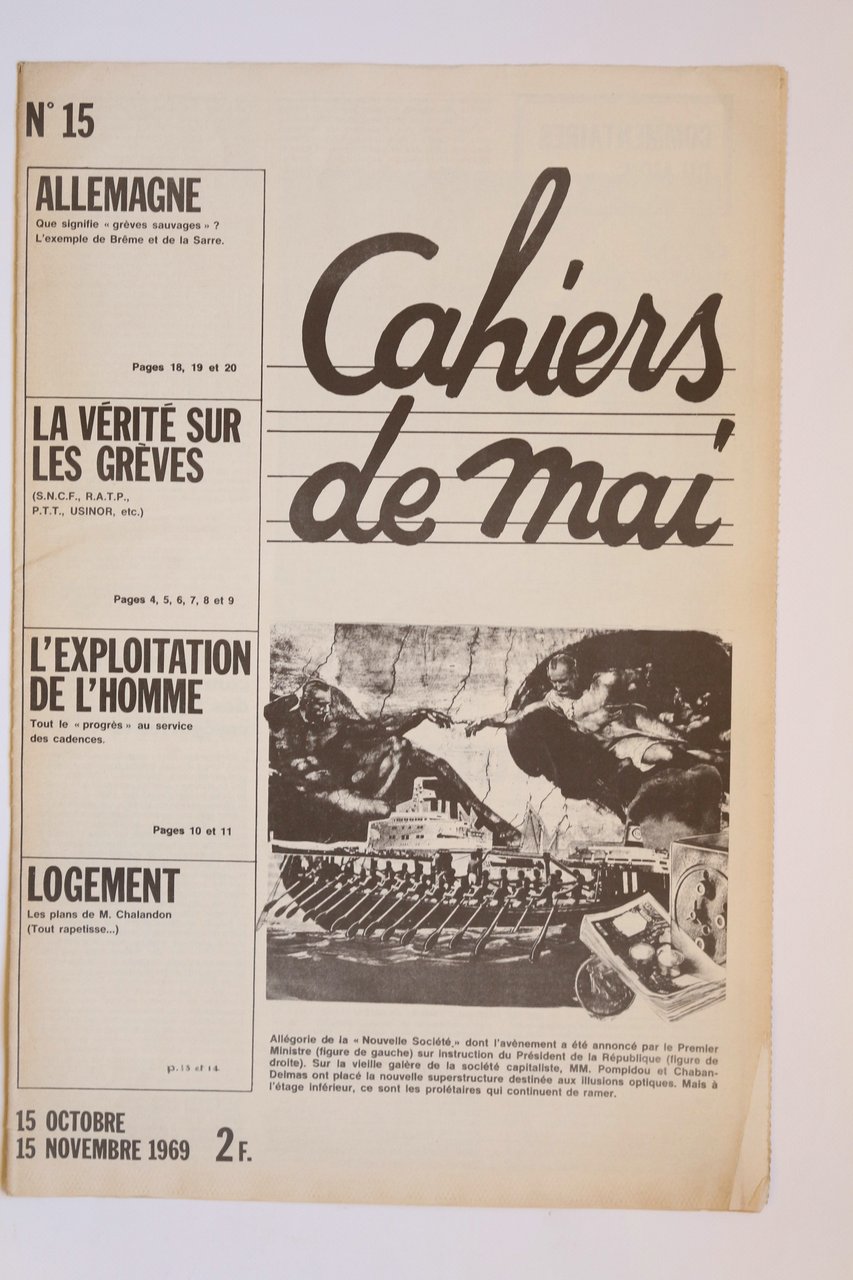 N° 15
ALLEMAGNE
Que signifie « grèves sauvages » ?
L'exemple de Brême et de la Sarre.
Pages 18, 19 et 20
LA VÉRITÉ SUR
LES GRÈVES
(S.N.C.F., R.A.T.P.,
P.T.T., USINOR, etc.)
Pages 4, 5, 6, 7, 8 et 9
L'EXPLOITATION
DE L'HOMME
Tout le « progrès » au service
des cadences.
Pages 10 et 11
LOGEMENT
Les plans de M. Chalandon
(Tout rapetisse...)
et 14
15 OCTOBRE
15 NOVEMBRE 1969 2 F.
Cahiers
de mai
Allégorie de la « Nouvelle Société » dont l'avènement a été annoncé par le Premier
Ministre (figure de gauche) sur instruction du Président de la République (figure de
droite). Sur la vieille galère de la société capitaliste, MM. Pompidou et Chaban-
Delmas ont placé la nouvelle superstructure destinée aux illusions optiques. Mais à
l'étage inférieur, ce sont les prolétaires qui continuent de ramer.